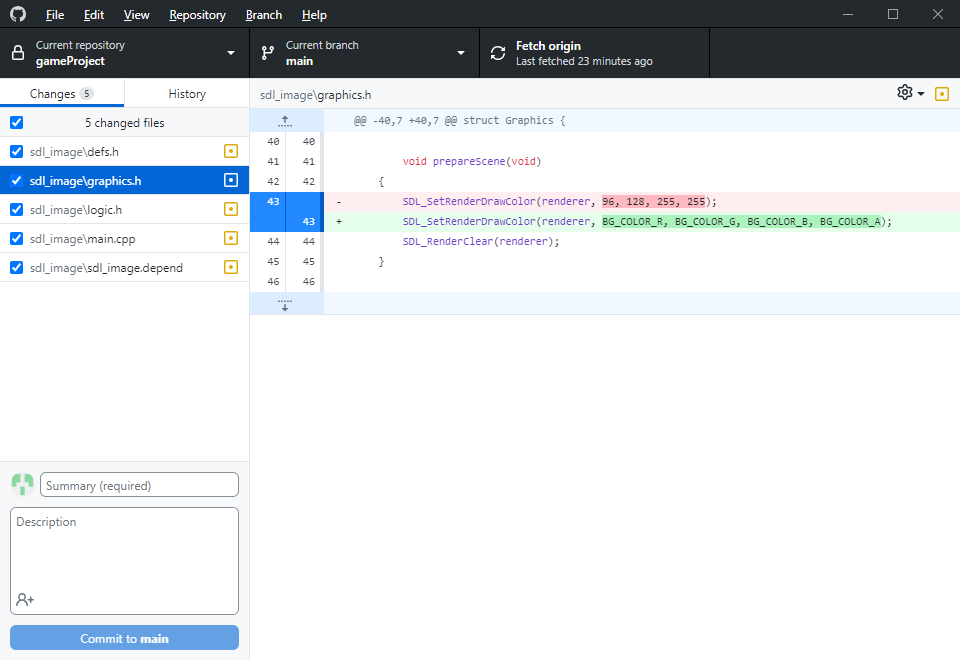 File Edit View Repository Branch Help
Current repository
gameProject
Current branch
main
Fetch origin
Last fetched 23 minutes ago
Changes 5 History
5 changed files
sdl_image\defs.h
sdl_image\graphics.h
sdl_image\logic.h
sdl_image\main.cpp
sdl_image\sdl_image.depend
Summary (required)
Description
Commit to main
sdl_image\graphics.h
@@ -40,7 +40,7 @@ struct Graphics {
40 40
41 41 void prepareScene(void)
42 42 {
43 - SDL_SetRenderDrawColor(renderer, 96, 128, 255, 255);
43 + SDL_SetRenderDrawColor(renderer, BG_COLOR_R, BG_COLOR_G, BG_COLOR_B, BG_COLOR_A);
44 44 SDL_RenderClear(renderer);
45 45 }
46 46